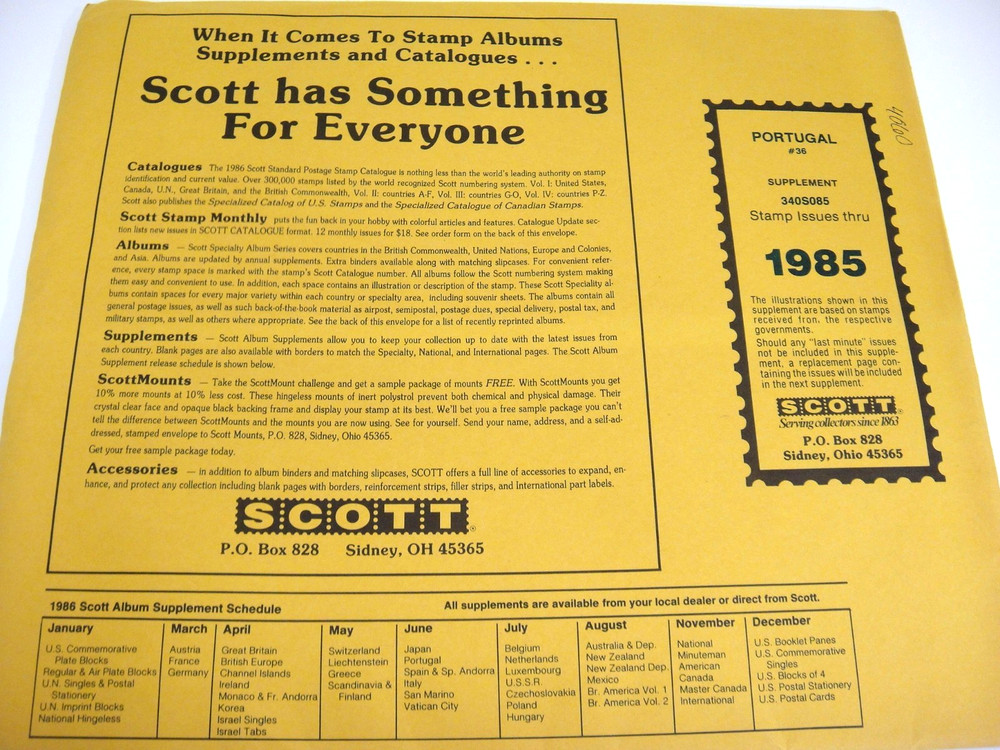 When It Comes To Stamp Albums
Supplements and Catalogues . . .
Scott has Something
For Everyone
Catalogues The 1986 Scott Standard Postage Stamp Catalogue is nothing less than the world's leading authority on stamp
identification and current value. Over 300,000 stamps listed by the world recognized Scott numbering system. Vol. I: United States,
Canada, U.N., Great Britain, and the British Commonwealth, Vol. II: countries A-F, Vol. III: countries G-O, Vol. IV: countries P-Z.
Scott also publishes the Specialized Catalog of U.S. Stamps and the Specialized Catalogue of Canadian Stamps.
Scott Stamp Monthly puts the fun back in your hobby with colorful articles and features. Catalogue Update sec-
tion lists new issues in SCOTT CATALOGUE format. 12 monthly issues for $18. See order form on the back of this envelope.
Albums — Scott Specialty Album Series covers countries in the British Commonwealth, United Nations, Europe and Colonies,
and Asia. Albums are updated by annual supplements. Extra binders available along with matching slipcases. For convenient refer-
ence, every stamp space is marked with the stamp's Scott Catalogue number. All albums follow the Scott numbering system making
them easy and convenient to use. In addition, each space contains an illustration or description of the stamp. These Scott Speciality al-
bums contain spaces for every major variety within each country or specialty area, including souvenir sheets. The albums contain all
general postage issues, as well as such back-of-the-book material as airpost, semipostal, postage dues, special delivery, postal tax, and
military stamps, as well as others where appropriate. See the back of this envelope for a list of recently reprinted albums.
Supplements — Scott Album Supplements allow you to keep your collection up to date with the latest issues from
each country. Blank pages are also available with borders to match the Specialty, National, and International pages. The Scott Album
Supplement release schedule is shown below.
ScottMounts — Take the ScottMount challenge and get a sample package of mounts FREE. With ScottMounts you get
10% more mounts at 10% less cost. These hingeless mounts of inert polystrol prevent both chemical and physical damage. Their
crystal clear face and opaque black backing frame and display your stamp at its best. We'll bet you a free sample package you can't
tell the difference between ScottMounts and the mounts you are now using. See for yourself. Send your name, address, and a self-ad-
dressed, stamped envelope to Scott Mounts, P.O. 828, Sidney, Ohio 45365.
Get your free sample package today.
Accessories — in addition to album binders and matching slipcases, SCOTT offers a full line of accessories to expand, en-
hance, and protect any collection including blank pages with borders, reinforcement strips, filler strips, and International part labels.
SCOTT®
P.O. Box 828 Sidney, OH 45365
PORTUGAL
#36
SUPPLEMENT
340S085
Stamp Issues thru
1985
The illustrations shown in this
supplement are based on stamps
received from the respective
governments.
Should any "last minute" issues
not be included in this supple-
ment, a replacement page con-
taining the issues will be included
in the next supplement.
SCOTT®
Serving collectors since 1863
P.O. Box 828
Sidney, Ohio 45365
1986 Scott Album Supplement Schedule
All supplements are available from your local dealer or direct from Scott.
January
U.S. Commemorative
Plate Blocks
Regular & Air Plate Blocks
U.N. Singles & Postal
Stationery
U.N. Imprint Blocks
National Hingeless
March
Austria
France
Germany
April
Great Britain
British Europe
Channel Islands
Ireland
Monaco & Fr. Andorra
Korea
Israel Singles
Israel Tabs
May
Switzerland
Liechtenstein
Greece
Scandinavia &
Finland
June
Japan
Portugal
Spain & Sp. Andorra
Italy
San Marino
Vatican City
July
Belgium
Netherlands
Luxembourg
U.S.S.R.
Czechoslovakia
Poland
Hungary
August
Australia & Dep.
New Zealand
New Zealand Dep.
Mexico
Br. America Vol. 1
Br. America Vol. 2
November
National
Minuteman
American
Canada
Master Canada
International
December
U.S. Booklet Panes
U.S. Commemorative
Singles
U.S. Blocks of 4
U.S. Postal Stationery
U.S. Postal Cards